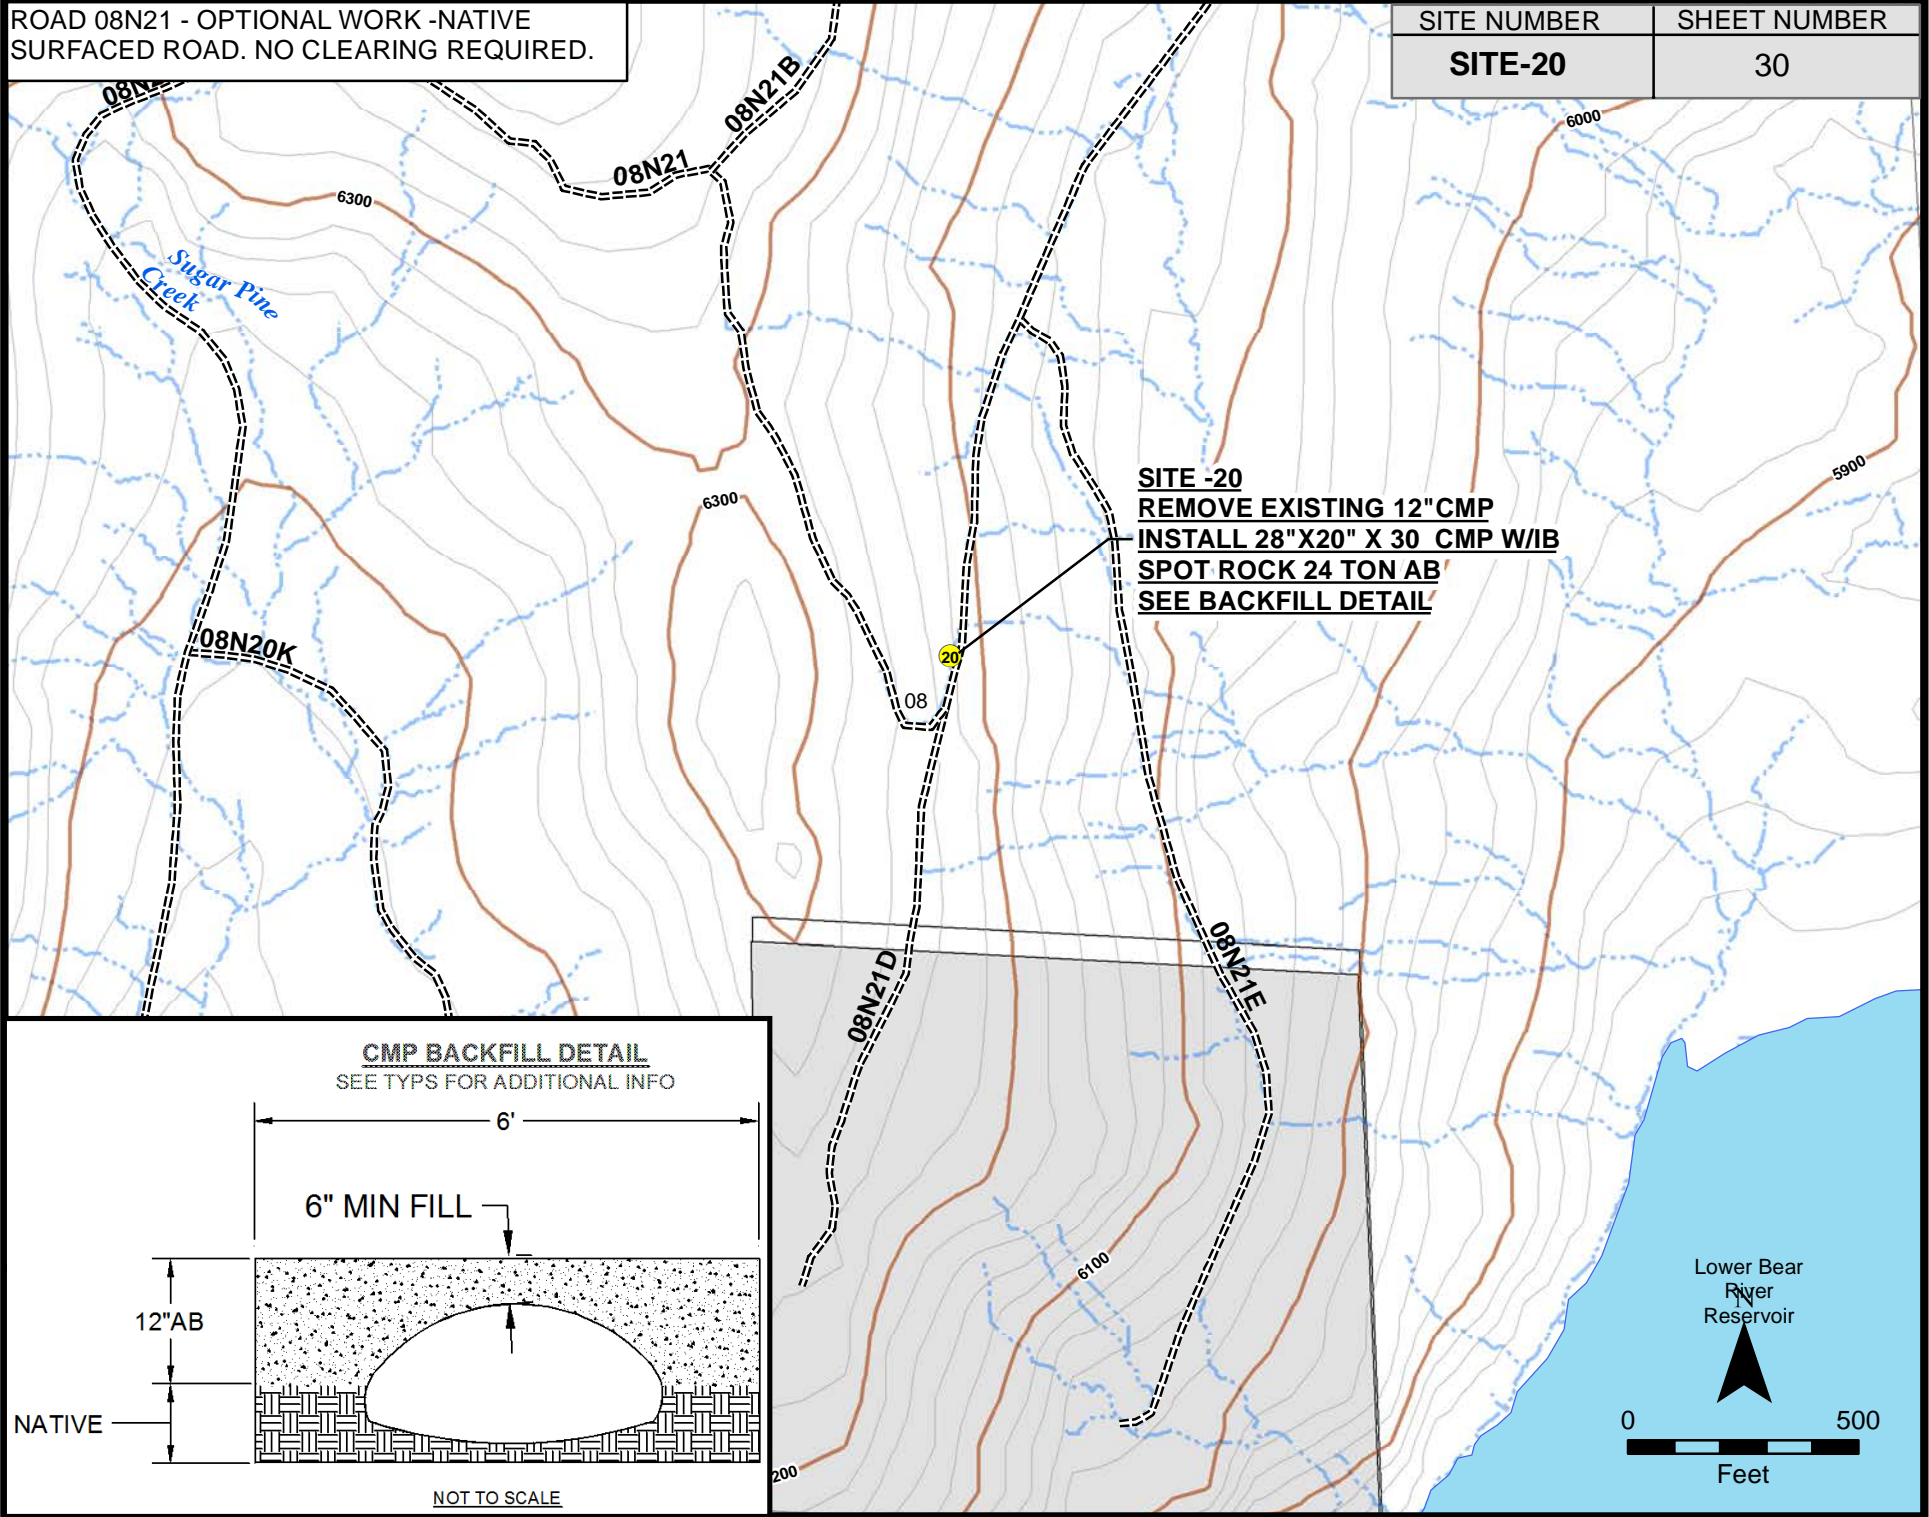 ROAD 08N21 - OPTIONAL WORK -NATIVE
SURFACED ROAD. NO CLEARING REQUIRED.
SITE NUMBER
SHEET NUMBER
SITE-20
30
08N21B
08N21
6000
6300
Sugar Pine
Creek
5900
6300
SITE -20
REMOVE EXISTING 12"CMP
INSTALL 28"X20" X 30 CMP W/IB
SPOT ROCK 24 TON AB
SEE BACKFILL DETAIL
08N20K
20
08
08N21D
08N21E
CMP BACKFILL DETAIL
SEE TYPS FOR ADDITIONAL INFO
6'
6" MIN FILL
12"AB
NATIVE
NOT TO SCALE
6100
200
Lower Bear
River
Reservoir
N
0 500
Feet